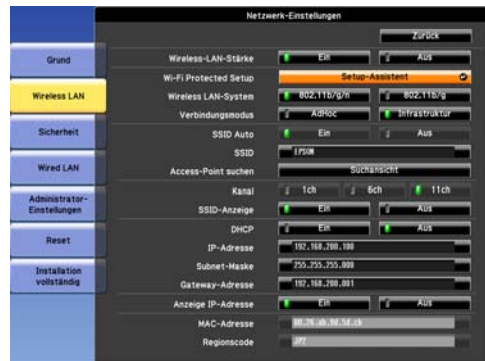 Netzwerk-Einstellungen
Zurück
Grund
Wireless LAN
Sicherheit
Wired LAN
Administrator-
Einstellungen
Reset
Installation
vollständig
Wireless-LAN-Stärke Ein Aus
Wi-Fi Protected Setup Setup-Assistent
Wireless LAN-System 802.11b/g/n 802.11b/g
Verbindungsmodus AdHoc Infrastruktur
SSID Auto Ein Aus
SSID EPSON
Access-Point suchen Suchansicht
Kanal 1ch 6ch 11ch
SSID-Anzeige Ein Aus
DHCP Ein Aus
IP-Adresse 192.168.200.100
Subnet-Maske 255.255.255.000
Gateway-Adresse 192.168.200.001
Anzeige IP-Adresse Ein Aus
MAC-Adresse
Regionscode JP2